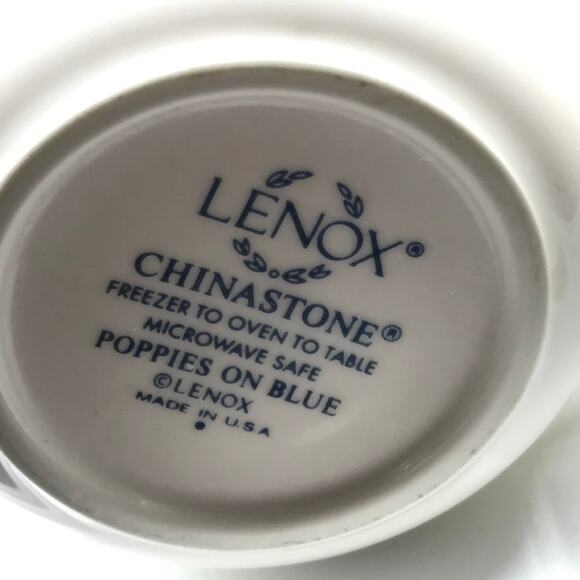 LENOX®
CHINASTONE®
FREEZER TO OVEN TO TABLE
MICROWAVE SAFE
POPPIES ON BLUE
©LENOX
MADE IN U.S.A